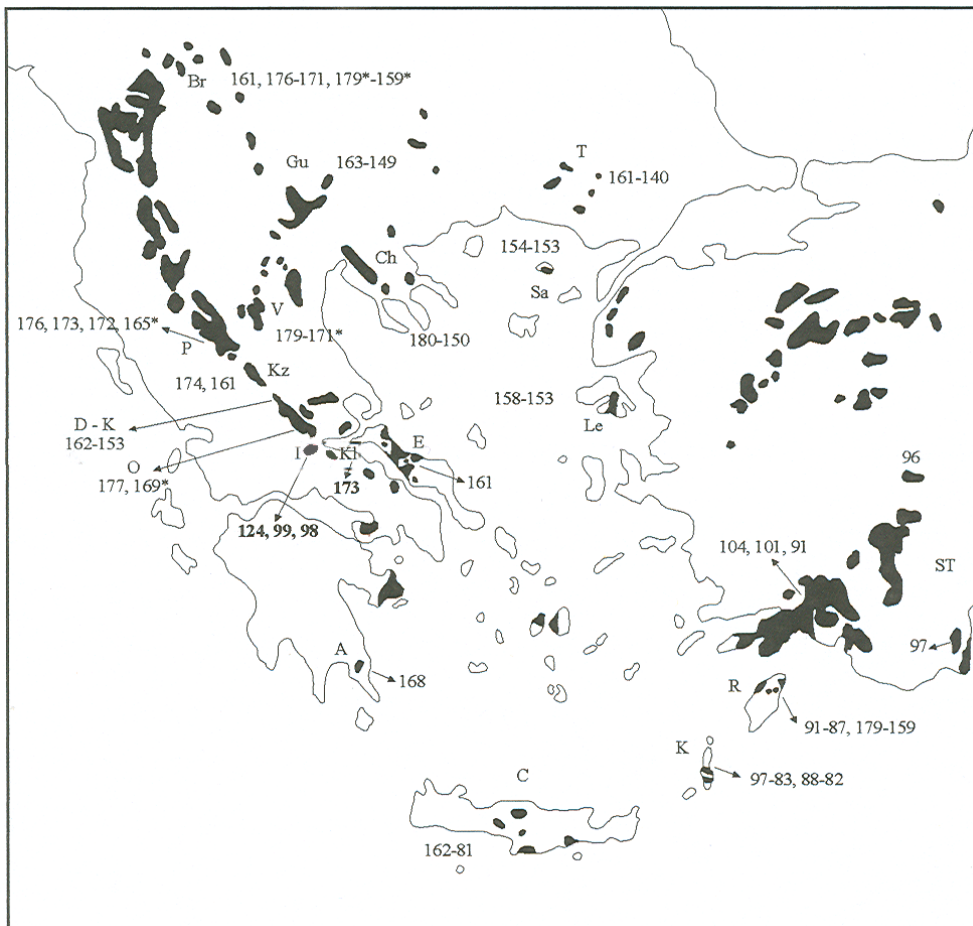 Br
161, 176-171, 179*-159*
Gu
163-149
T
161-140
154-153
Sa
Ch
180-150
V
179-171*
176, 173, 172, 165*
P
Kz
174, 161
158-153
Le
D - K
162-153
E
I
Kl
161
O
177, 169*
173
96
124, 99, 98
104, 101, 91
ST
97
A
168
R
91-87, 179-159
K
97-83, 88-82
C
162-81